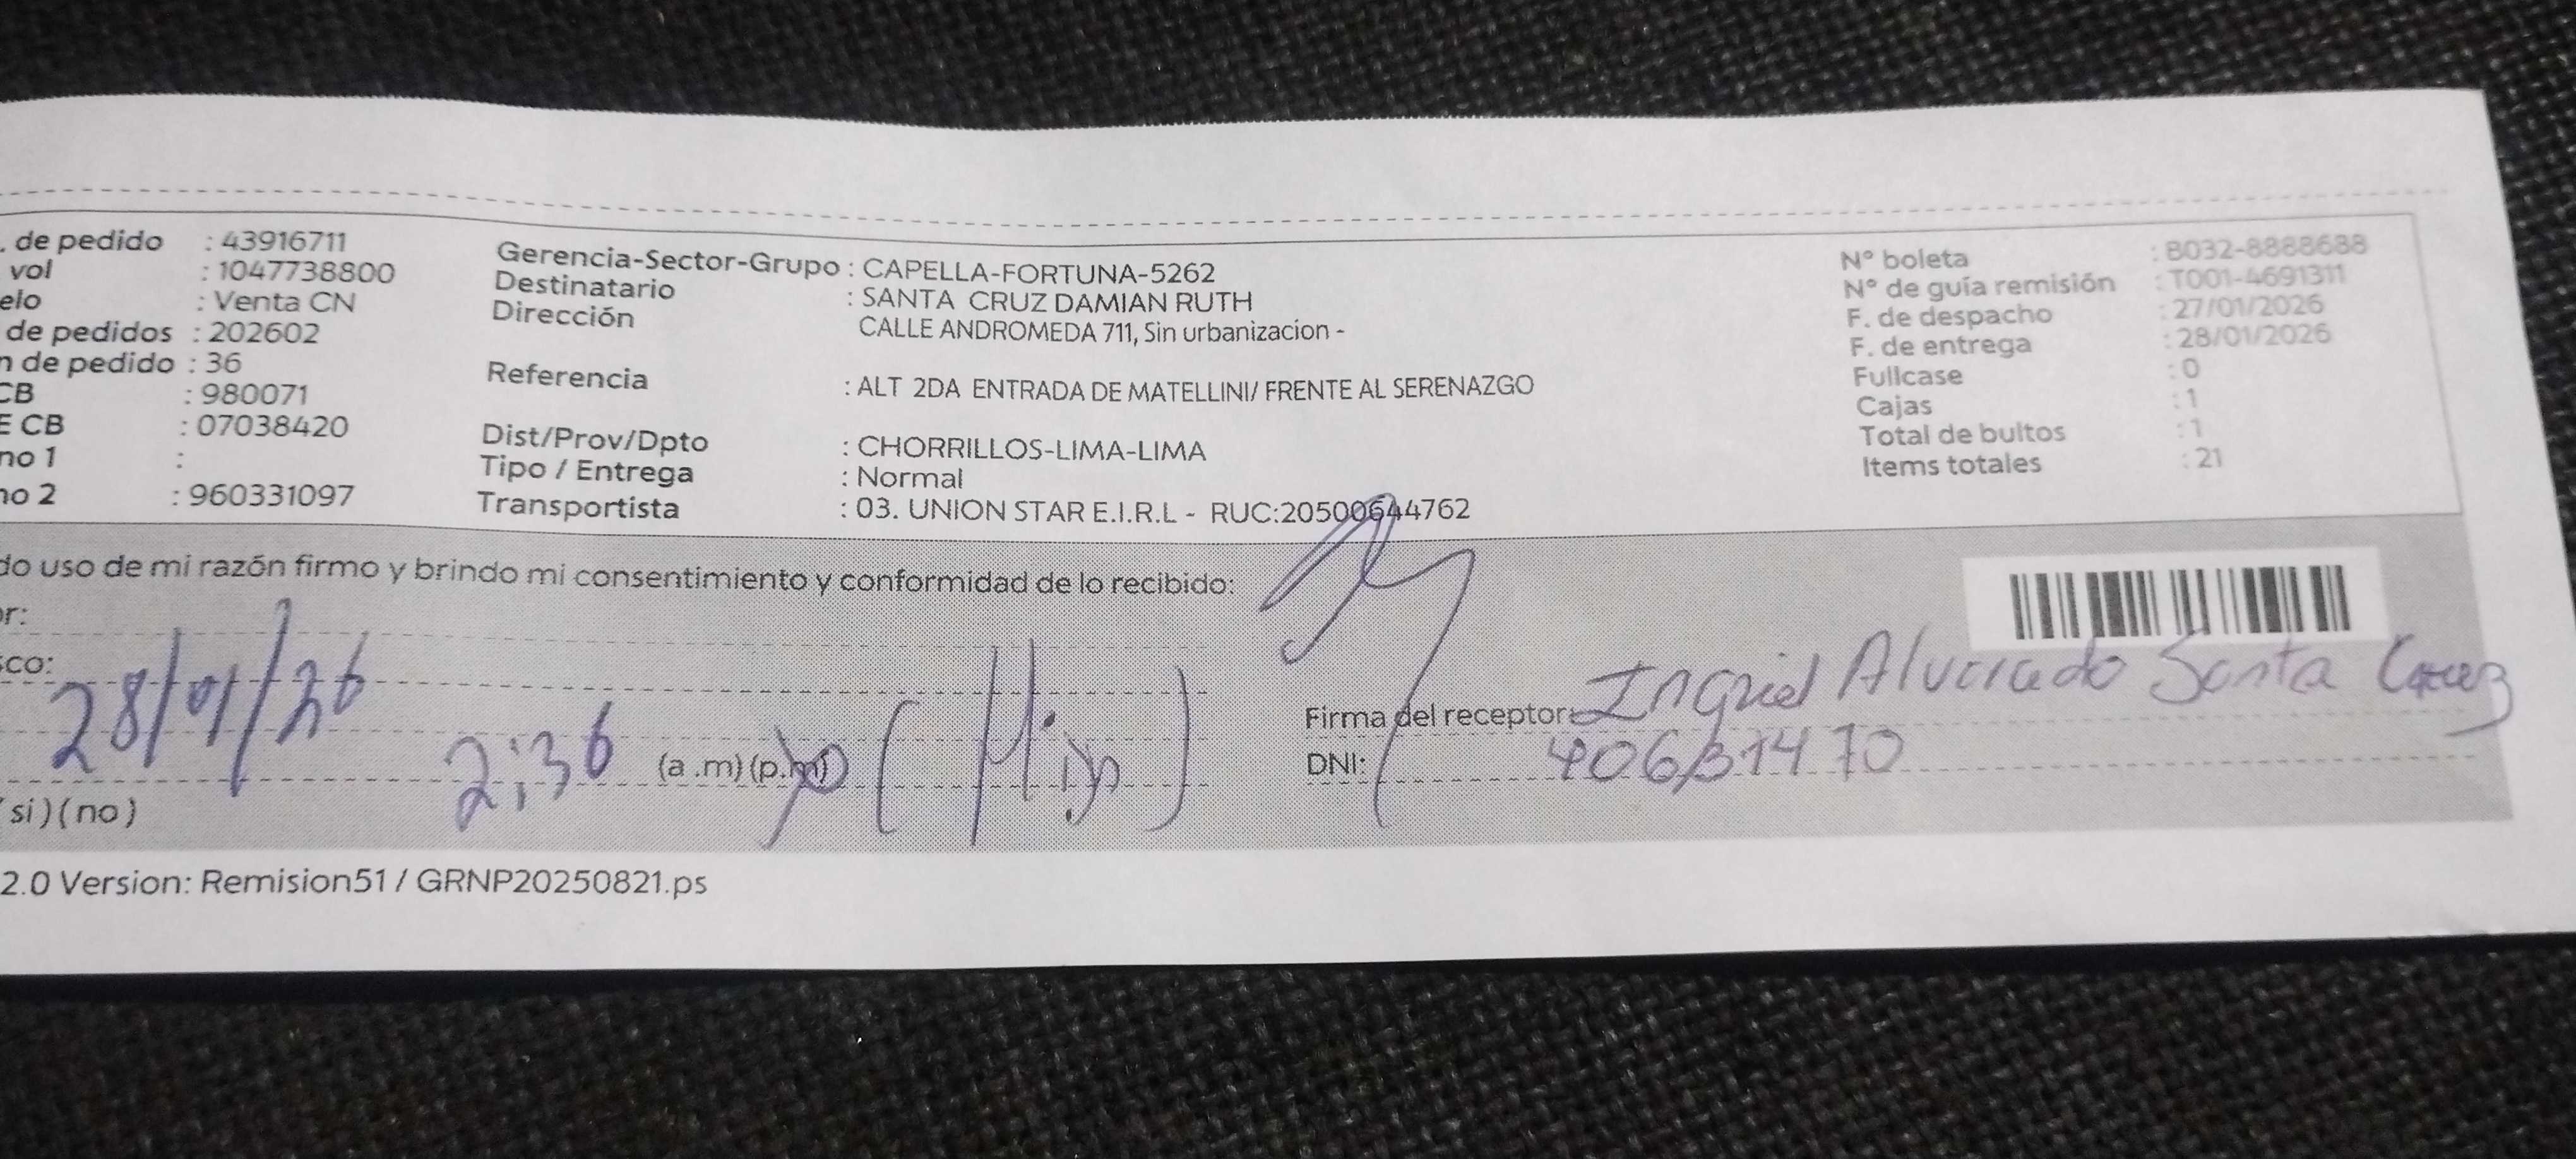 . de pedido : 43916711
vol : 1047738800
elo : Venta CN
de pedidos : 202602
n de pedido : 36
CB : 980071
E CB : 07038420
no 1 :
no 2 : 960331097
Gerencia-Sector-Grupo : CAPELLA-FORTUNA-5262
Destinatario : SANTA CRUZ DAMIAN RUTH
Dirección CALLE ANDROMEDA 711, Sin urbanizacion -
Referencia : ALT 2DA ENTRADA DE MATELLINI/ FRENTE AL SERENAZGO
Dist/Prov/Dpto : CHORRILLOS-LIMA-LIMA
Tipo / Entrega : Normal
Transportista : 03. UNION STAR E.I.R.L - RUC:20500644762
N° boleta : B032-8888688
N° de guía remisión : T001-4691311
F. de despacho : 27/01/2026
F. de entrega : 28/01/2026
Fullcase : 0
Cajas : 1
Total de bultos : 1
Items totales : 21
do uso de mi razón firmo y brindo mi consentimiento y conformidad de lo recibido:
or:
sco:
28/01/26
2:36 (a .m) (p.m) (Hijo)
si ) ( no )
Firma del receptor: Ingried Alvarado Santa Cruz
DNI: 40631470
2.0 Version: Remision51 / GRNP20250821.ps